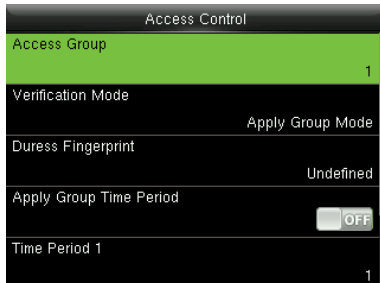 Access Control
Access Group
1
Verification Mode
Apply Group Mode
Duress Fingerprint
Undefined
Apply Group Time Period
OFF
Time Period 1
1